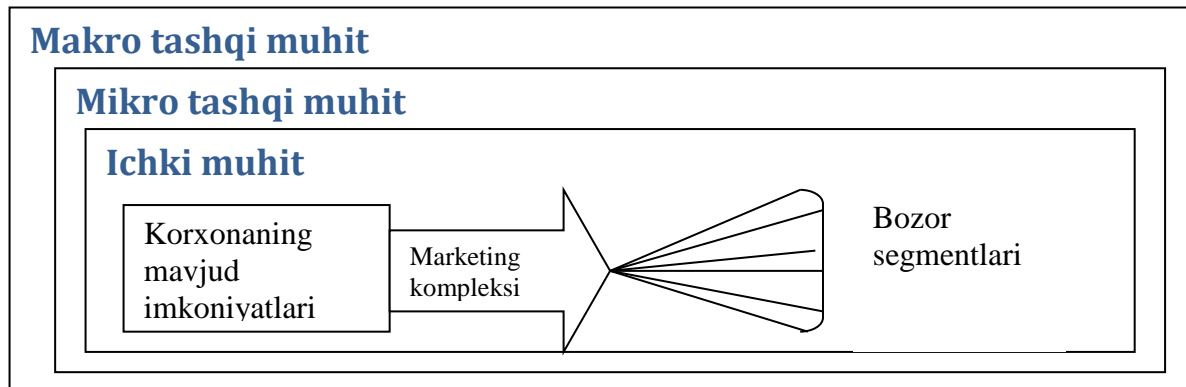 Makro tashqi muhit
Mikro tashqi muhit
Ichki muhit
Korxonaning
mavjud
imkoniyatlari
Marketing
kompleksi
Bozor
segmentlari